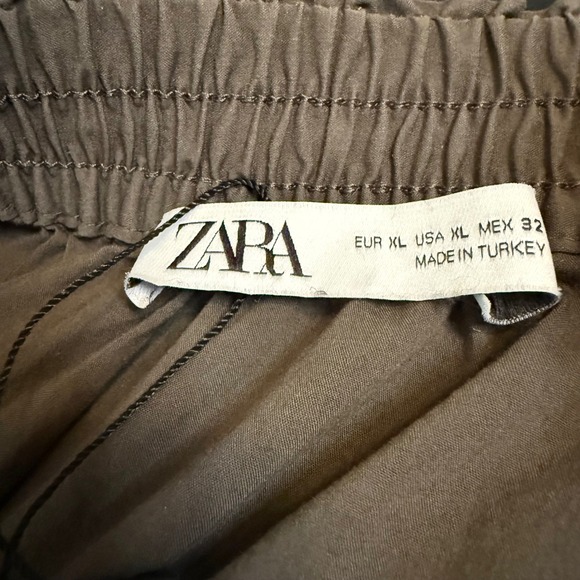 ZARA
EUR XL USA XL MEX 32
MADE IN TURKEY